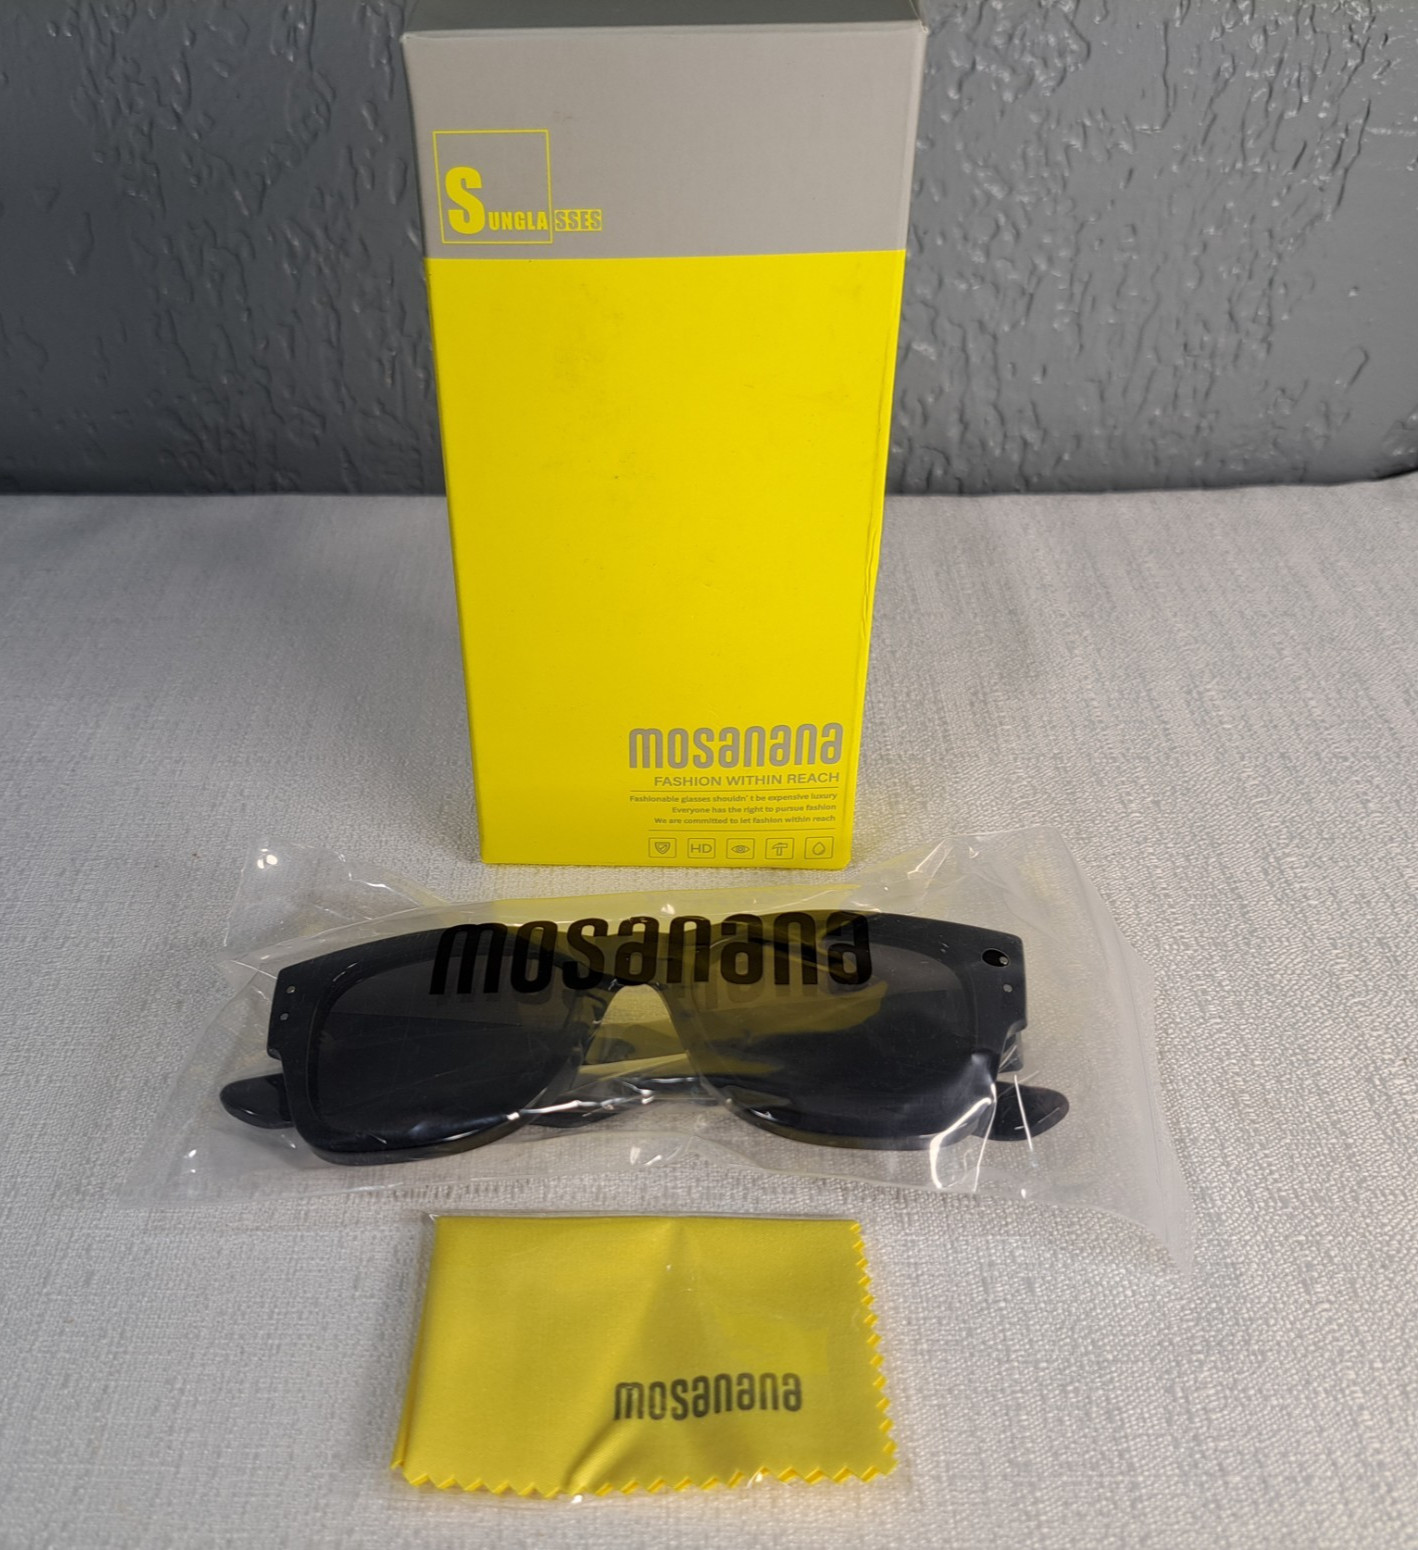 SUNGLASSES
mosanana
FASHION WITHIN REACH
Fashionable glasses shouldn't be expensive luxury
Everyone has the right to pursue fashion
We are committed to let fashion within reach
HD
mosanana
mosanana